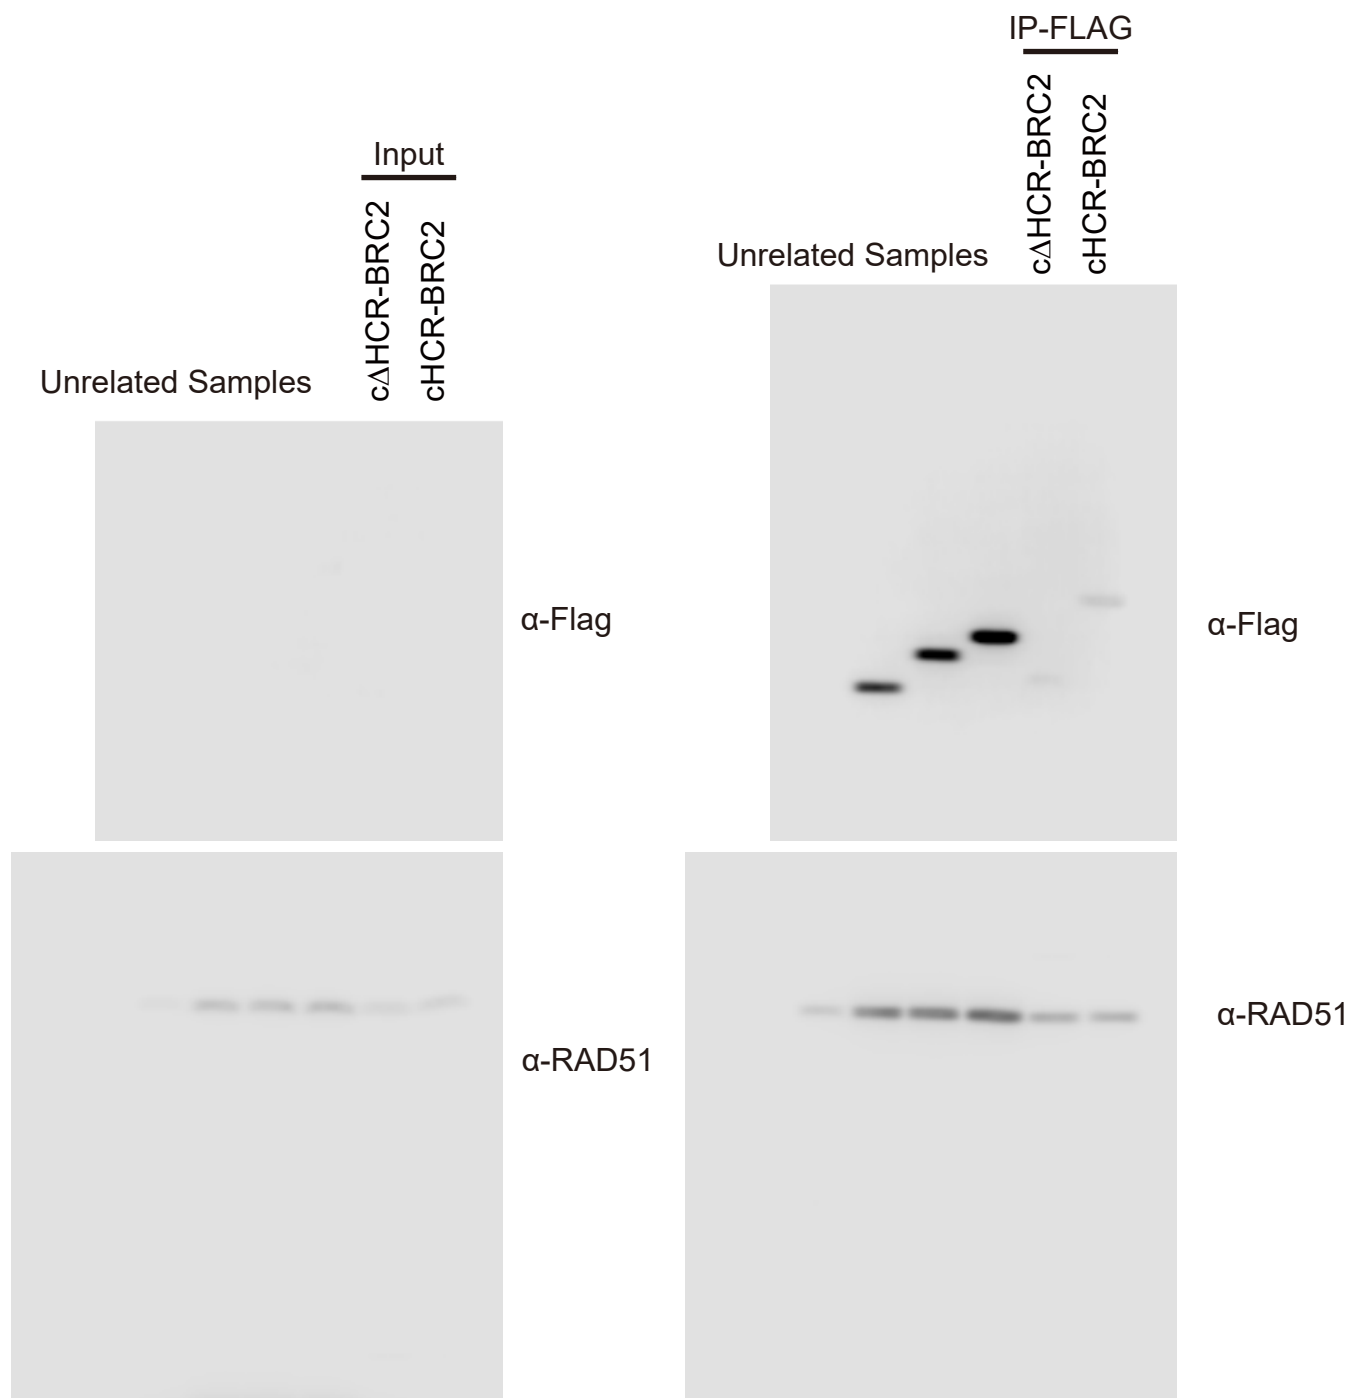 Input
cΔHCR-BRC2
cHCR-BRC2
Unrelated Samples
α-Flag
α-RAD51
IP-FLAG
cΔHCR-BRC2
cHCR-BRC2
Unrelated Samples
α-Flag
α-RAD51